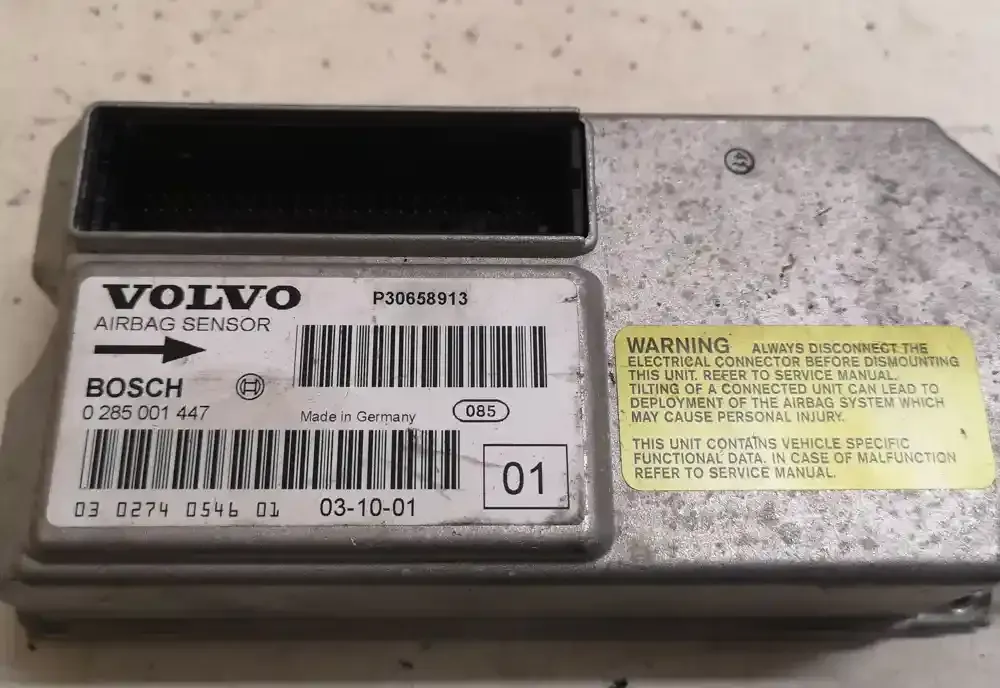 VOLVO
P30658913
AIRBAG SENSOR
BOSCH
0 285 001 447
Made in Germany
085
03 0274 0546 01
03-10-01
01
41
WARNING ALWAYS DISCONNECT THE
ELECTRICAL CONNECTOR BEFORE DISMOUNTING
THIS UNIT. REFER TO SERVICE MANUAL.
TILTING OF A CONNECTED UNIT CAN LEAD TO
DEPLOYMENT OF THE AIRBAG SYSTEM WHICH
MAY CAUSE PERSONAL INJURY.
THIS UNIT CONTAINS VEHICLE SPECIFIC
FUNCTIONAL DATA. IN CASE OF MALFUNCTION
REFER TO SERVICE MANUAL.